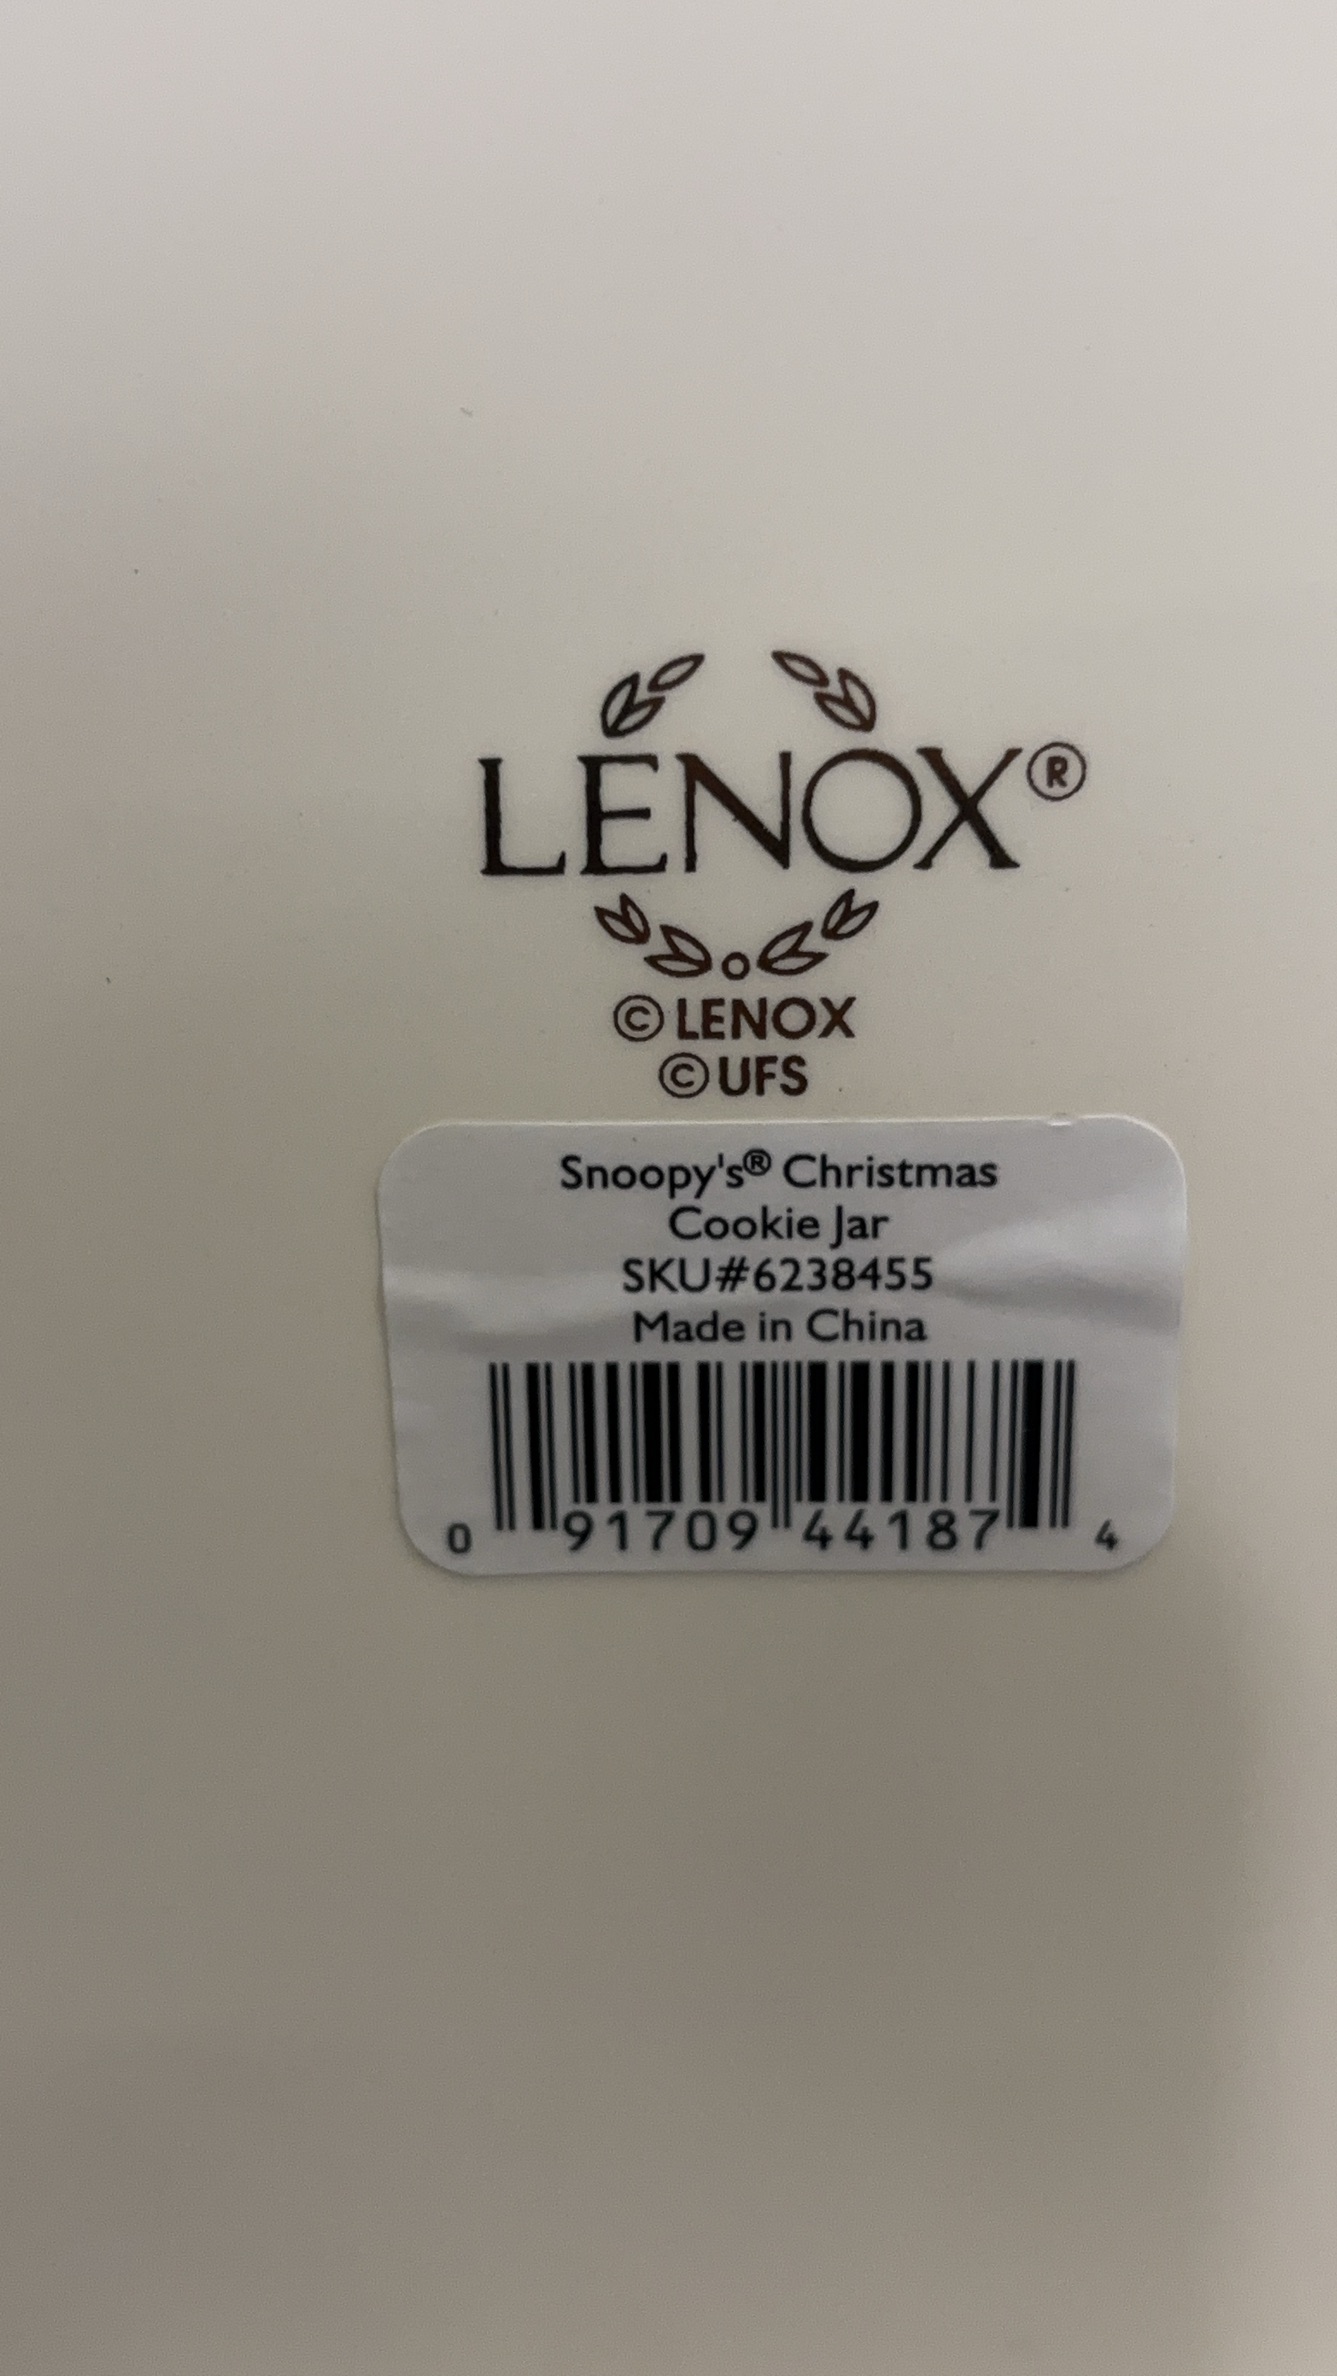 LENOX®
© LENOX
© UFS
Snoopy's® Christmas
Cookie Jar
SKU#6238455
Made in China
0 91709 44187 4